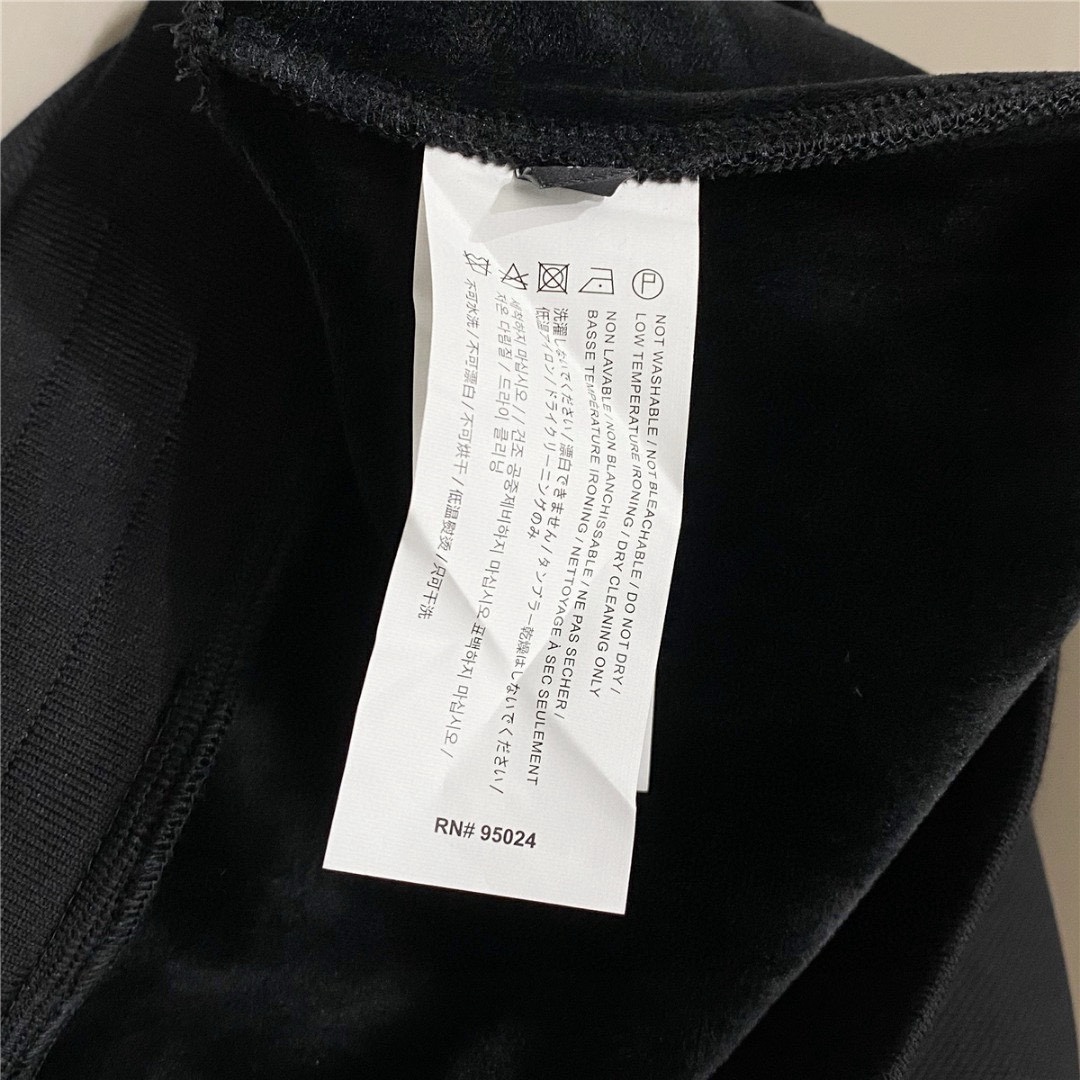 NOT WASHABLE / NOT BLEACHABLE / DO NOT DRY /
LOW TEMPERATURE IRONING / DRY CLEANING ONLY
NON LAVABLE / NON BLANCHISSABLE / NE PAS SECHER /
BASSE TEMPÉRATURE IRONING / NETTOYAGE À SEC SEULEMENT
洗濯しないでください / 漂白できません / タンブラー乾燥はしないでください /
低温アイロン / ドライクリーニングのみ
세척하지 마십시오 / / 건조 공중제비하지 마십시오 표백하지 마십시오 /
저온 다림질 / 드라이 클리닝
不可水洗 / 不可漂白 / 不可烘干 / 低温熨烫 / 只可干洗
RN# 95024